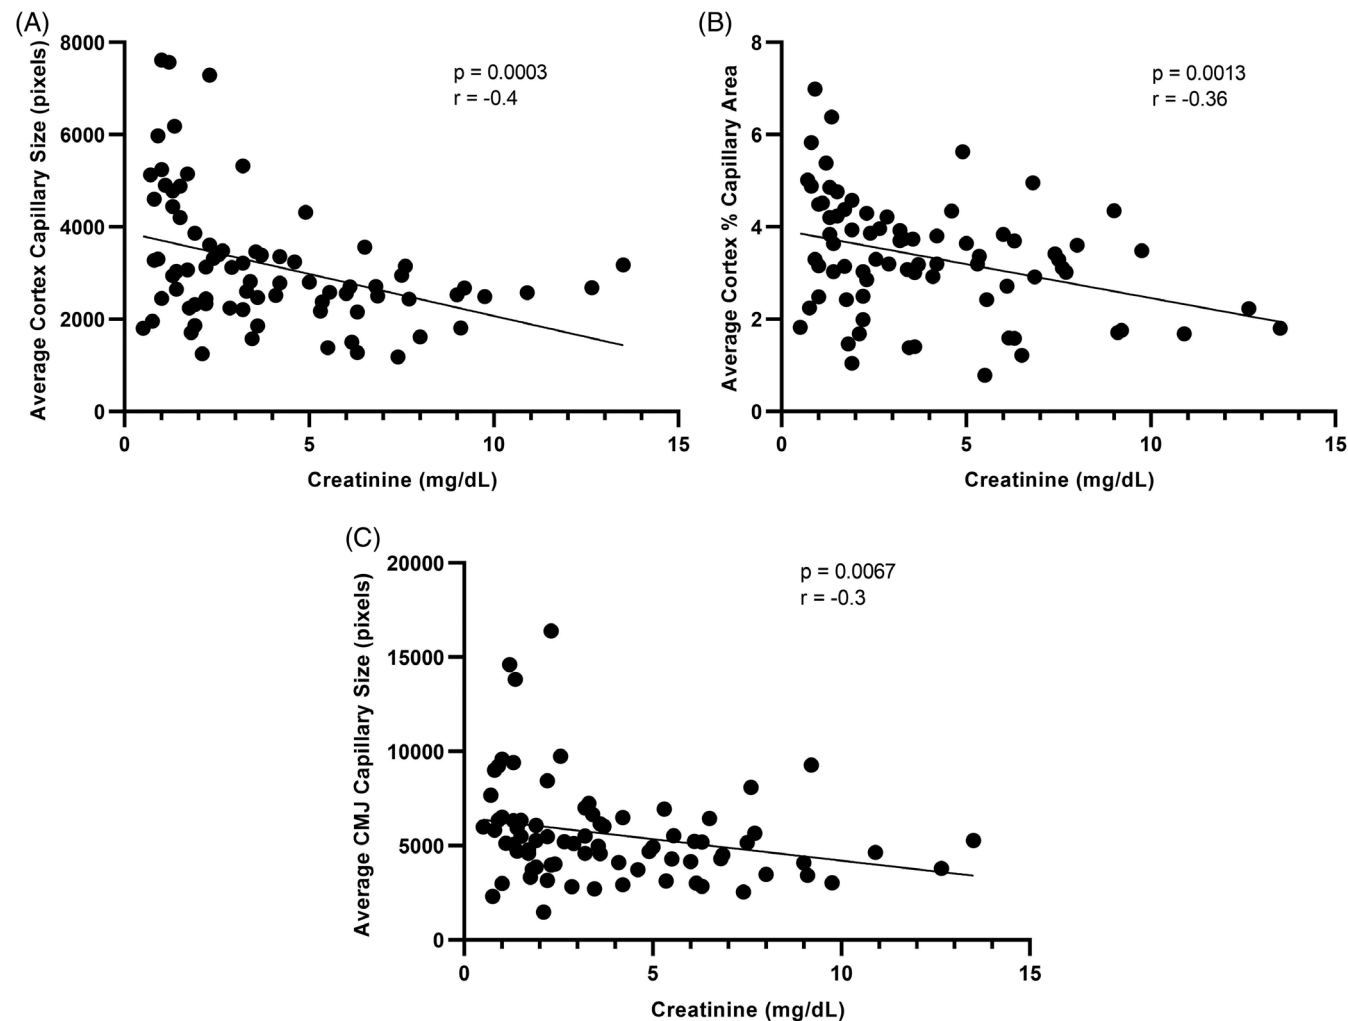 (A)
Average Cortex Capillary Size (pixels)
8000
6000
4000
2000
0
p = 0.0003
r = -0.4
0 5 10 15
Creatinine (mg/dL)
(B)
Average Cortex % Capillary Area
8
6
4
2
0
p = 0.0013
r = -0.36
0 5 10 15
Creatinine (mg/dL)
(C)
Average CMJ Capillary Size (pixels)
20000
15000
10000
5000
0
p = 0.0067
r = -0.3
0 5 10 15
Creatinine (mg/dL)